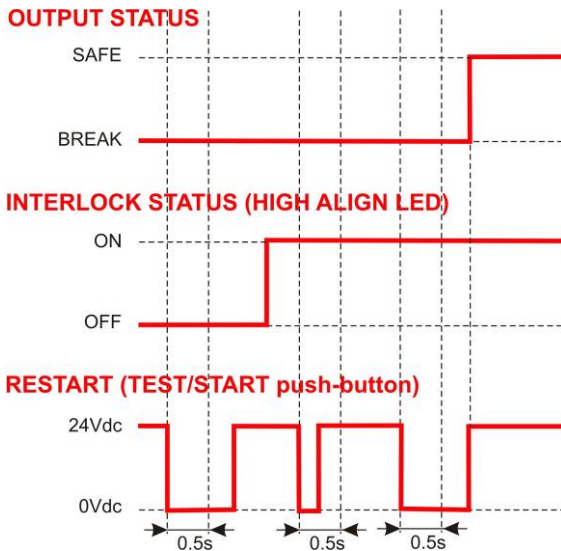 OUTPUT STATUS
SAFE
BREAK
INTERLOCK STATUS (HIGH ALIGN LED)
ON
OFF
RESTART (TEST/START push-button)
24Vdc
0Vdc
0.5s 0.5s 0.5s